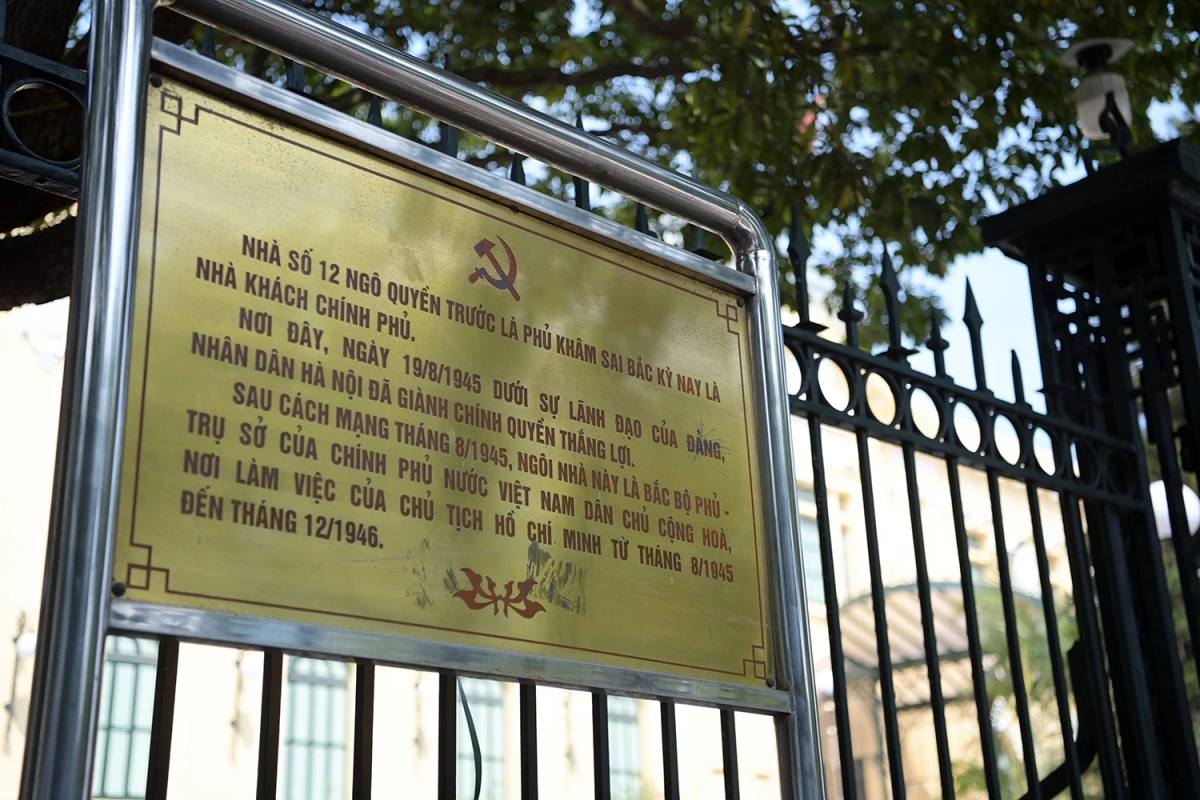 NHÀ SỐ 12 NGÔ QUYỀN TRƯỚC LÀ PHỦ KHÂM SAI BẮC KỲ NAY LÀ
NHÀ KHÁCH CHÍNH PHỦ.
NƠI ĐÂY, NGÀY 19/8/1945 DƯỚI SỰ LÃNH ĐẠO CỦA ĐẢNG,
NHÂN DÂN HÀ NỘI ĐÃ GIÀNH CHÍNH QUYỀN THẮNG LỢI.
SAU CÁCH MẠNG THÁNG 8/1945, NGÔI NHÀ NÀY LÀ BẮC BỘ PHỦ -
TRỤ SỞ CỦA CHÍNH PHỦ NƯỚC VIỆT NAM DÂN CHỦ CỘNG HOÀ,
NƠI LÀM VIỆC CỦA CHỦ TỊCH HỒ CHÍ MINH TỪ THÁNG 8/1945
ĐẾN THÁNG 12/1946.